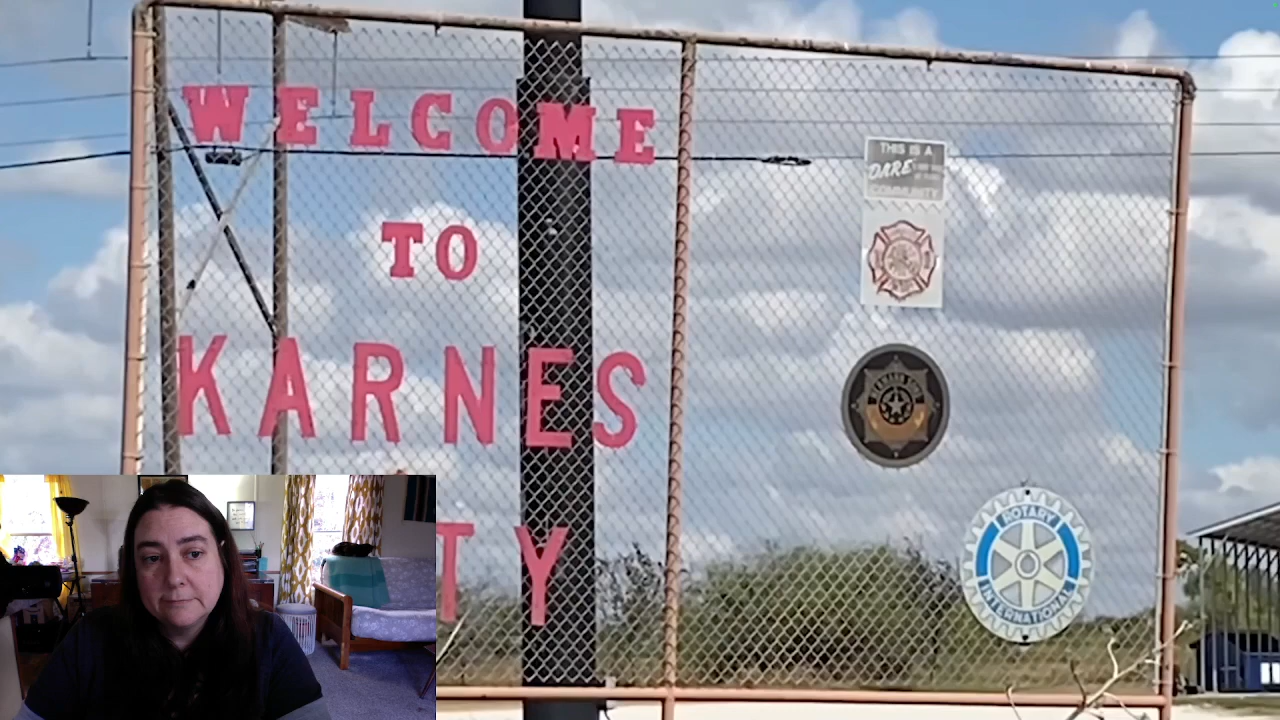 WELCOME
TO
KARNES
TY
THIS IS A
DARE
COMMUNITY
ROTARY
INTERNATIONAL